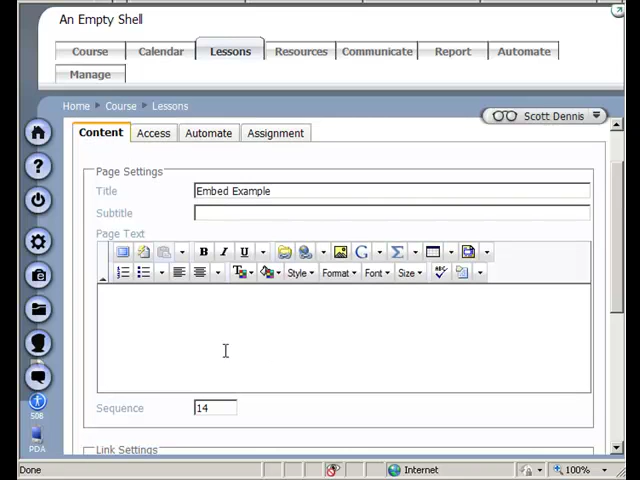 An Empty Shell
Course Calendar Lessons Resources Communicate Report Automate
Manage
Home Course Lessons
Scott Dennis
Content Access Automate Assignment
Page Settings
Title Embed Example
Subtitle
Page Text
B I U G Σ
T Style Format Font Size ABC
Sequence 14
SDB
PDA
Link Settings
Done Internet 100%